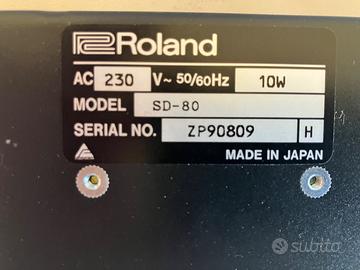 Roland
AC 230 V~ 50/60Hz 10W
MODEL SD-80
SERIAL NO. ZP90809 H
MADE IN JAPAN
subito